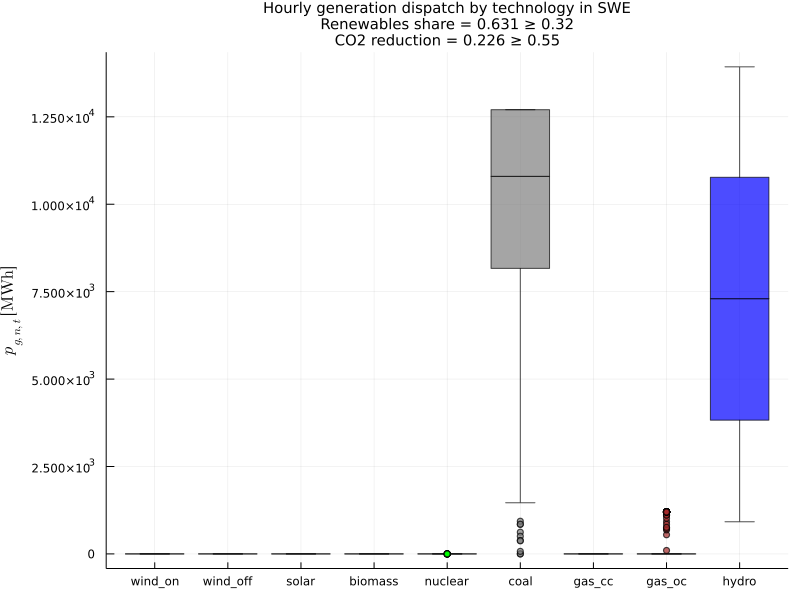 Hourly generation dispatch by technology in SWE
Renewables share = 0.631 ≥ 0.32
CO2 reduction = 0.226 ≥ 0.55
p_{g,n,t} [MWh]
1.250×10⁴
1.000×10⁴
7.500×10³
5.000×10³
2.500×10³
0
wind_on wind_off solar biomass nuclear coal gas_cc gas_oc hydro